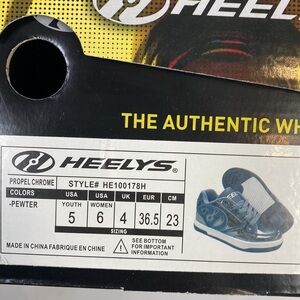 HEEL
THE AUTHENTIC WH
HEELYS®
PROPEL CHROME STYLE# HE100178H
COLORS USA USA UK EUR CM
-PEWTER YOUTH WOMEN
5 6 4 36.5 23
SIZING
MADE IN CHINA FABRIQUE EN CHINE
SEE BOTTOM
FOR IMPORTANT
INFORMATION